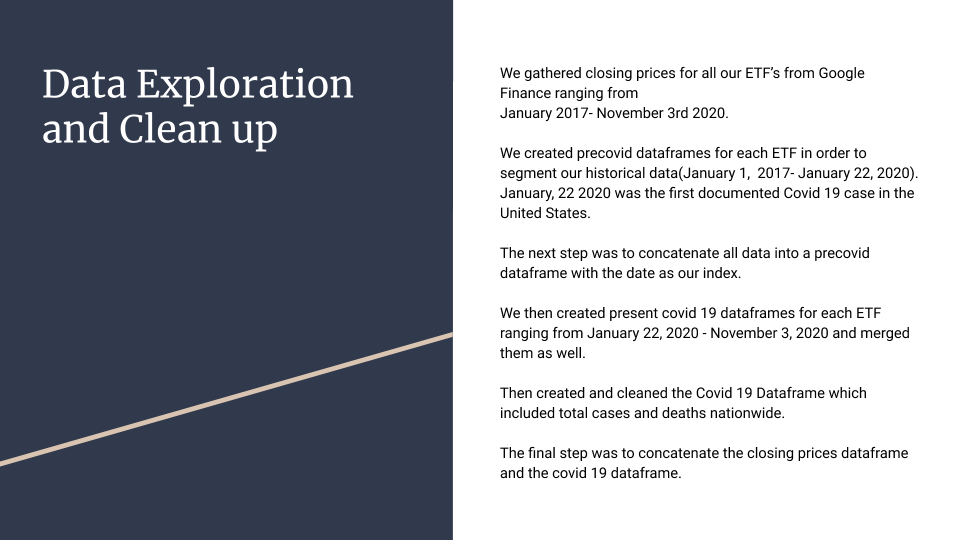 Data Exploration
and Clean up
We gathered closing prices for all our ETF’s from Google
Finance ranging from
January 2017- November 3rd 2020.
We created precovid dataframes for each ETF in order to
segment our historical data(January 1,  2017- January 22, 2020).
January, 22 2020 was the first documented Covid 19 case in the
United States.
The next step was to concatenate all data into a precovid
dataframe with the date as our index.
We then created present covid 19 dataframes for each ETF
ranging from January 22, 2020 - November 3, 2020 and merged
them as well.
Then created and cleaned the Covid 19 Dataframe which
included total cases and deaths nationwide.
The final step was to concatenate the closing prices dataframe
and the covid 19 dataframe.